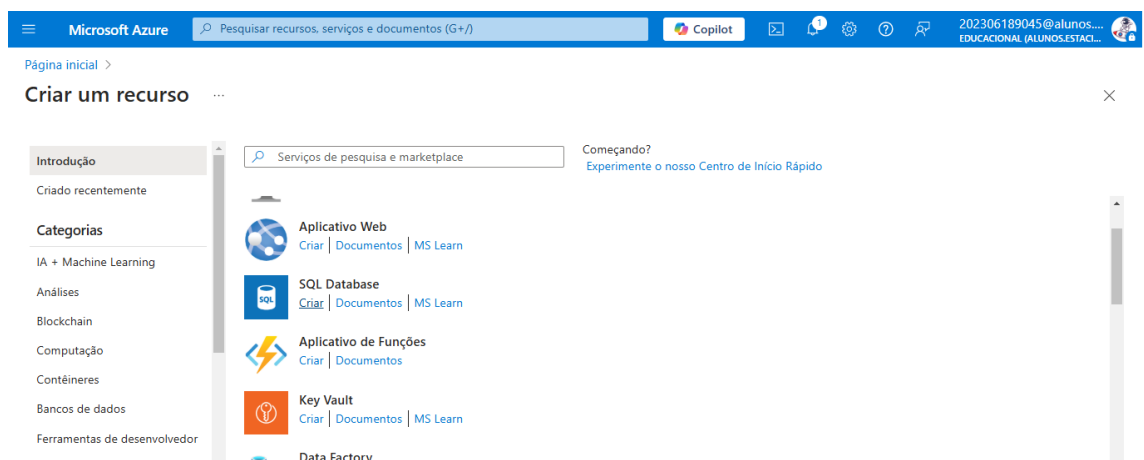 Microsoft Azure
Pesquisar recursos, serviços e documentos (G+/)
Copilot
1
202306189045@alunos....
EDUCACIONAL (ALUNOS.ESTACI...
Página inicial >
Criar um recurso ...
Introdução
Criado recentemente
Categorias
IA + Machine Learning
Análises
Blockchain
Computação
Contêineres
Bancos de dados
Ferramentas de desenvolvedor
Serviços de pesquisa e marketplace
Começando?
Experimente o nosso Centro de Início Rápido
Aplicativo Web
Criar | Documentos | MS Learn
SQL
SQL Database
Criar | Documentos | MS Learn
Aplicativo de Funções
Criar | Documentos
Key Vault
Criar | Documentos | MS Learn
Data Factory